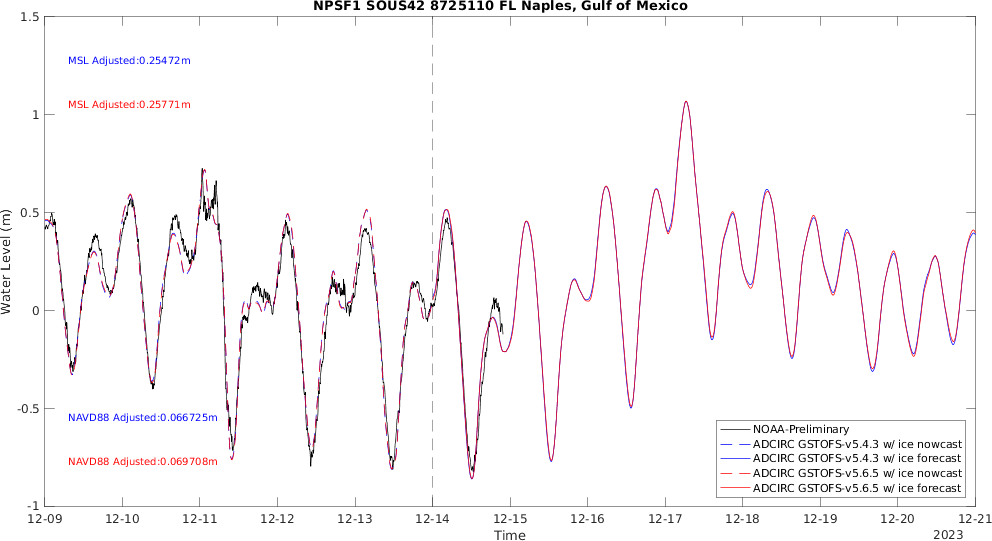 NPSF1 SOUS42 8725110 FL Naples, Gulf of Mexico
1.5
1
0.5
0
-0.5
-1
Water Level (m)
MSL Adjusted:0.25472m
MSL Adjusted:0.25771m
NAVD88 Adjusted:0.066725m
NAVD88 Adjusted:0.069708m
NOAA-Preliminary
ADCIRC GSTOFS-v5.4.3 w/ ice nowcast
ADCIRC GSTOFS-v5.4.3 w/ ice forecast
ADCIRC GSTOFS-v5.6.5 w/ ice nowcast
ADCIRC GSTOFS-v5.6.5 w/ ice forecast
12-09 12-10 12-11 12-12 12-13 12-14 12-15 12-16 12-17 12-18 12-19 12-20 12-21
Time
2023